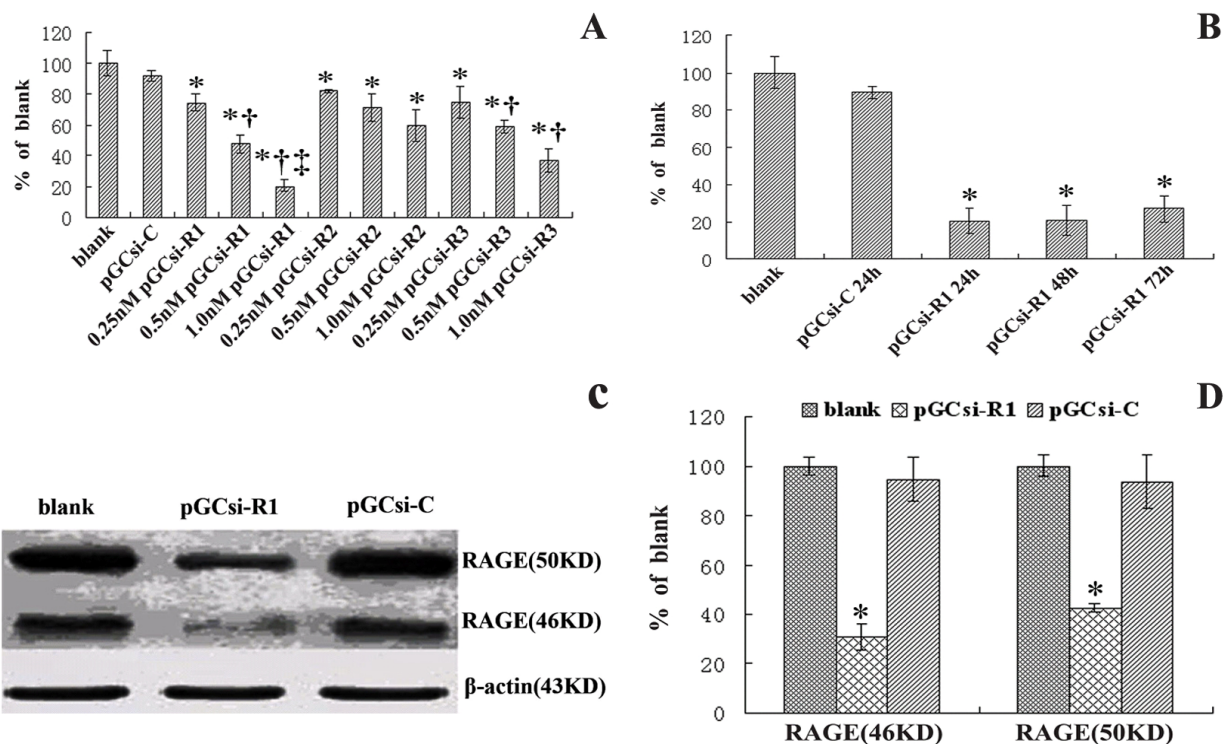 A
% of blank
120
100
80
60
40
20
0
*
*†
*†‡
*
*
*
*
*†
*†
blank
pGCsi-C
0.25nM pGCsi-R1
0.5nM pGCsi-R1
1.0nM pGCsi-R1
0.25nM pGCsi-R2
0.5nM pGCsi-R2
1.0nM pGCsi-R2
0.25nM pGCsi-R3
0.5nM pGCsi-R3
1.0nM pGCsi-R3
B
% of blank
120
100
80
60
40
20
0
*
*
*
blank
pGCsi-C 24h
pGCsi-R1 24h
pGCsi-R1 48h
pGCsi-R1 72h
C
blank pGCsi-R1 pGCsi-C
RAGE(50KD)
RAGE(46KD)
β-actin(43KD)
D
blank pGCsi-R1 pGCsi-C
% of blank
120
100
80
60
40
20
0
*
*
RAGE(46KD) RAGE(50KD)